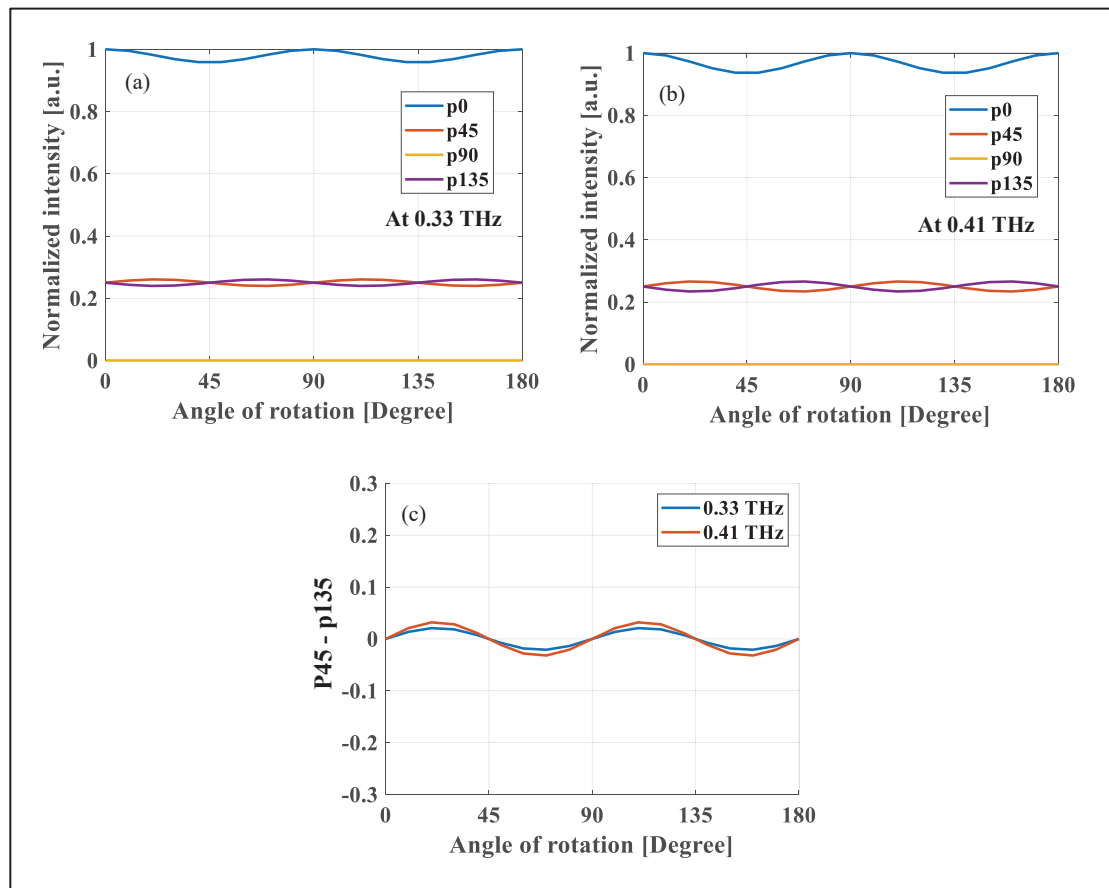 (a)
Normalized intensity [a.u.]
1
0.8
0.6
0.4
0.2
0
p0
p45
p90
p135
At 0.33 THz
0 45 90 135 180
Angle of rotation [Degree]
(b)
Normalized intensity [a.u.]
1
0.8
0.6
0.4
0.2
0
p0
p45
p90
p135
At 0.41 THz
0 45 90 135 180
Angle of rotation [Degree]
(c)
P45 - p135
0.3
0.2
0.1
0
-0.1
-0.2
-0.3
0.33 THz
0.41 THz
0 45 90 135 180
Angle of rotation [Degree]